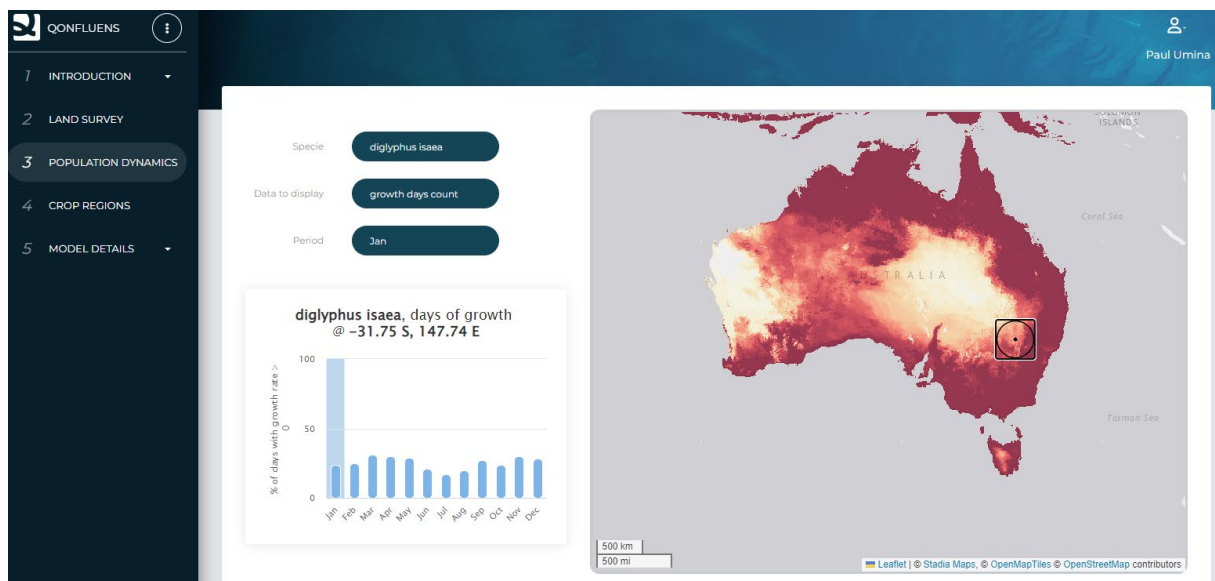 QONFLUENS
Paul Umina
1 INTRODUCTION
2 LAND SURVEY
3 POPULATION DYNAMICS
4 CROP REGIONS
5 MODEL DETAILS
Specie diglyphus isaea
Data to display growth days count
Period Jan
diglyphus isaea, days of growth
@ −31.75 S, 147.74 E
% of days with growth rate >
0
100
50
0
Jan Feb Mar Apr May Jun Jul Aug Sep Oct Nov Dec
SOLOMON
ISLANDS
Coral Sea
AUSTRALIA
Tasman Sea
500 km
500 mi
Leaflet | © Stadia Maps, © OpenMapTiles © OpenStreetMap contributors